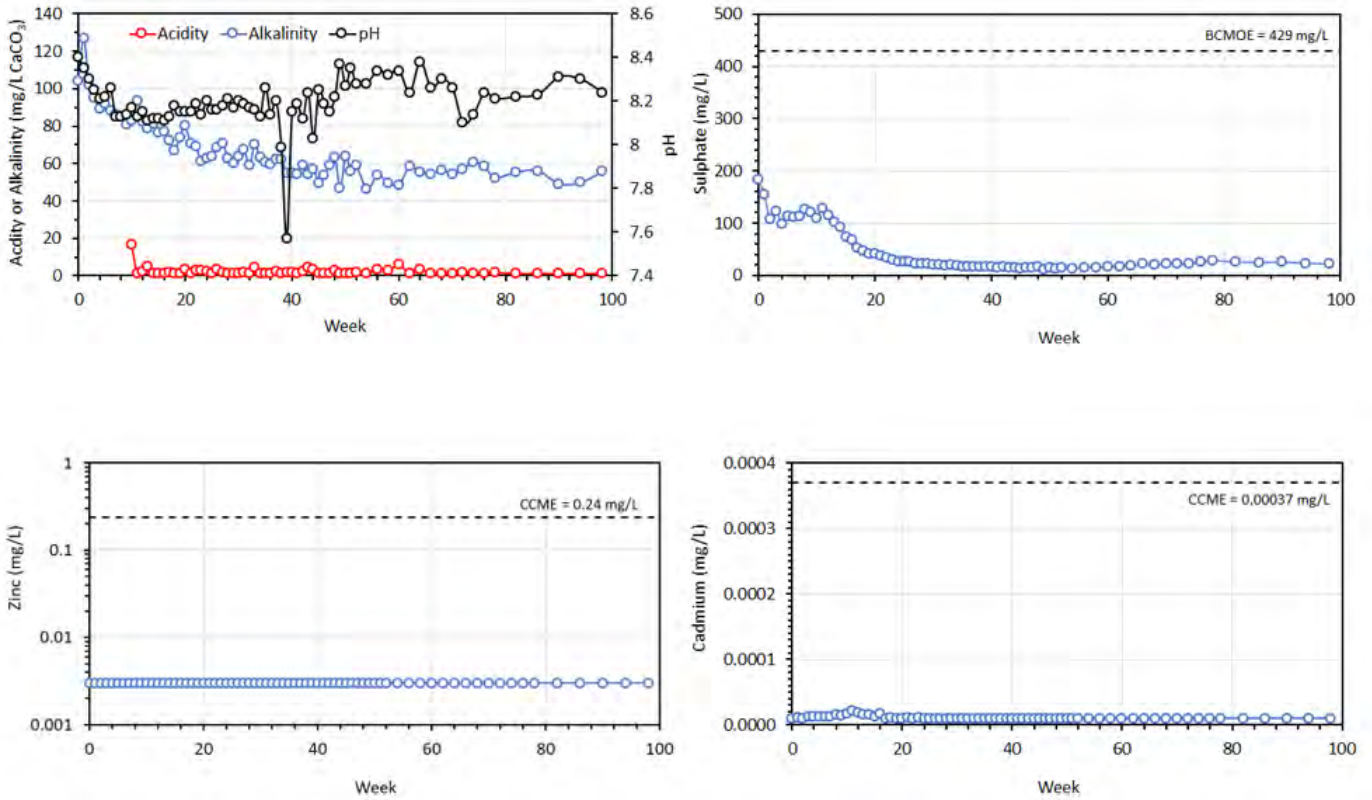 Acdity or Alkalinity (mg/L CaCO₃)
140
120
100
80
60
40
20
0
Acidity Alkalinity pH
8.6
8.4
8.2
8
7.8
7.6
7.4
pH
0 20 40 60 80 100
Week
Sulphate (mg/L)
500
400
300
200
100
0
BCMOE = 429 mg/L
0 20 40 60 80 100
Week
Zinc (mg/L)
1
0.1
0.01
0.001
CCME = 0.24 mg/L
0 20 40 60 80 100
Week
Cadmium (mg/L)
0.0004
0.0003
0.0002
0.0001
0.0000
CCME = 0,00037 mg/L
0 20 40 60 80 100
Week